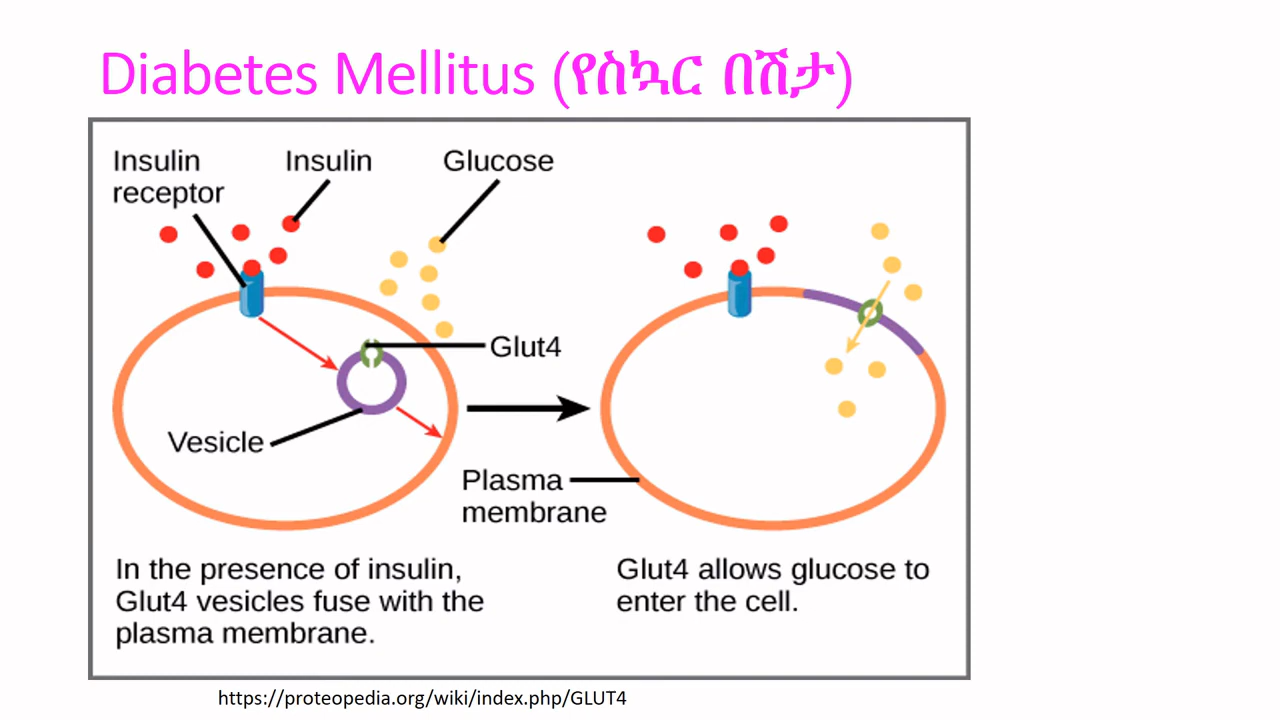 Diabetes Mellitus (የስኳር በሽታ)
Insulin
receptor
Insulin
Glucose
Glut4
Vesicle
Plasma
membrane
In the presence of insulin,
Glut4 vesicles fuse with the
plasma membrane.
Glut4 allows glucose to
enter the cell.
https://proteopedia.org/wiki/index.php/GLUT4